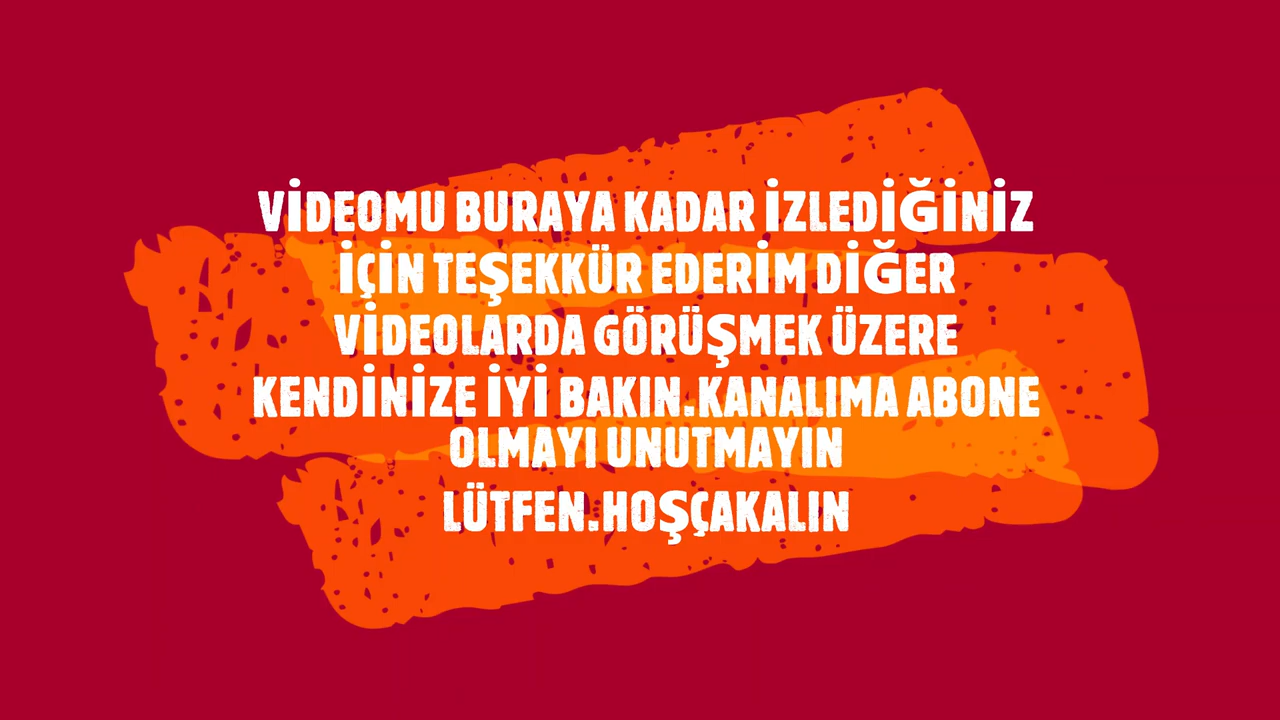 VİDEOMU BURAYA KADAR İZLEDİĞİNİZ
İÇİN TEŞEKKÜR EDERİM DİĞER
VİDEOLARDA GÖRÜŞMEK ÜZERE
KENDİNİZE İYİ BAKIN.KANALIMA ABONE
OLMAYI UNUTMAYIN
LÜTFEN.HOŞÇAKALIN